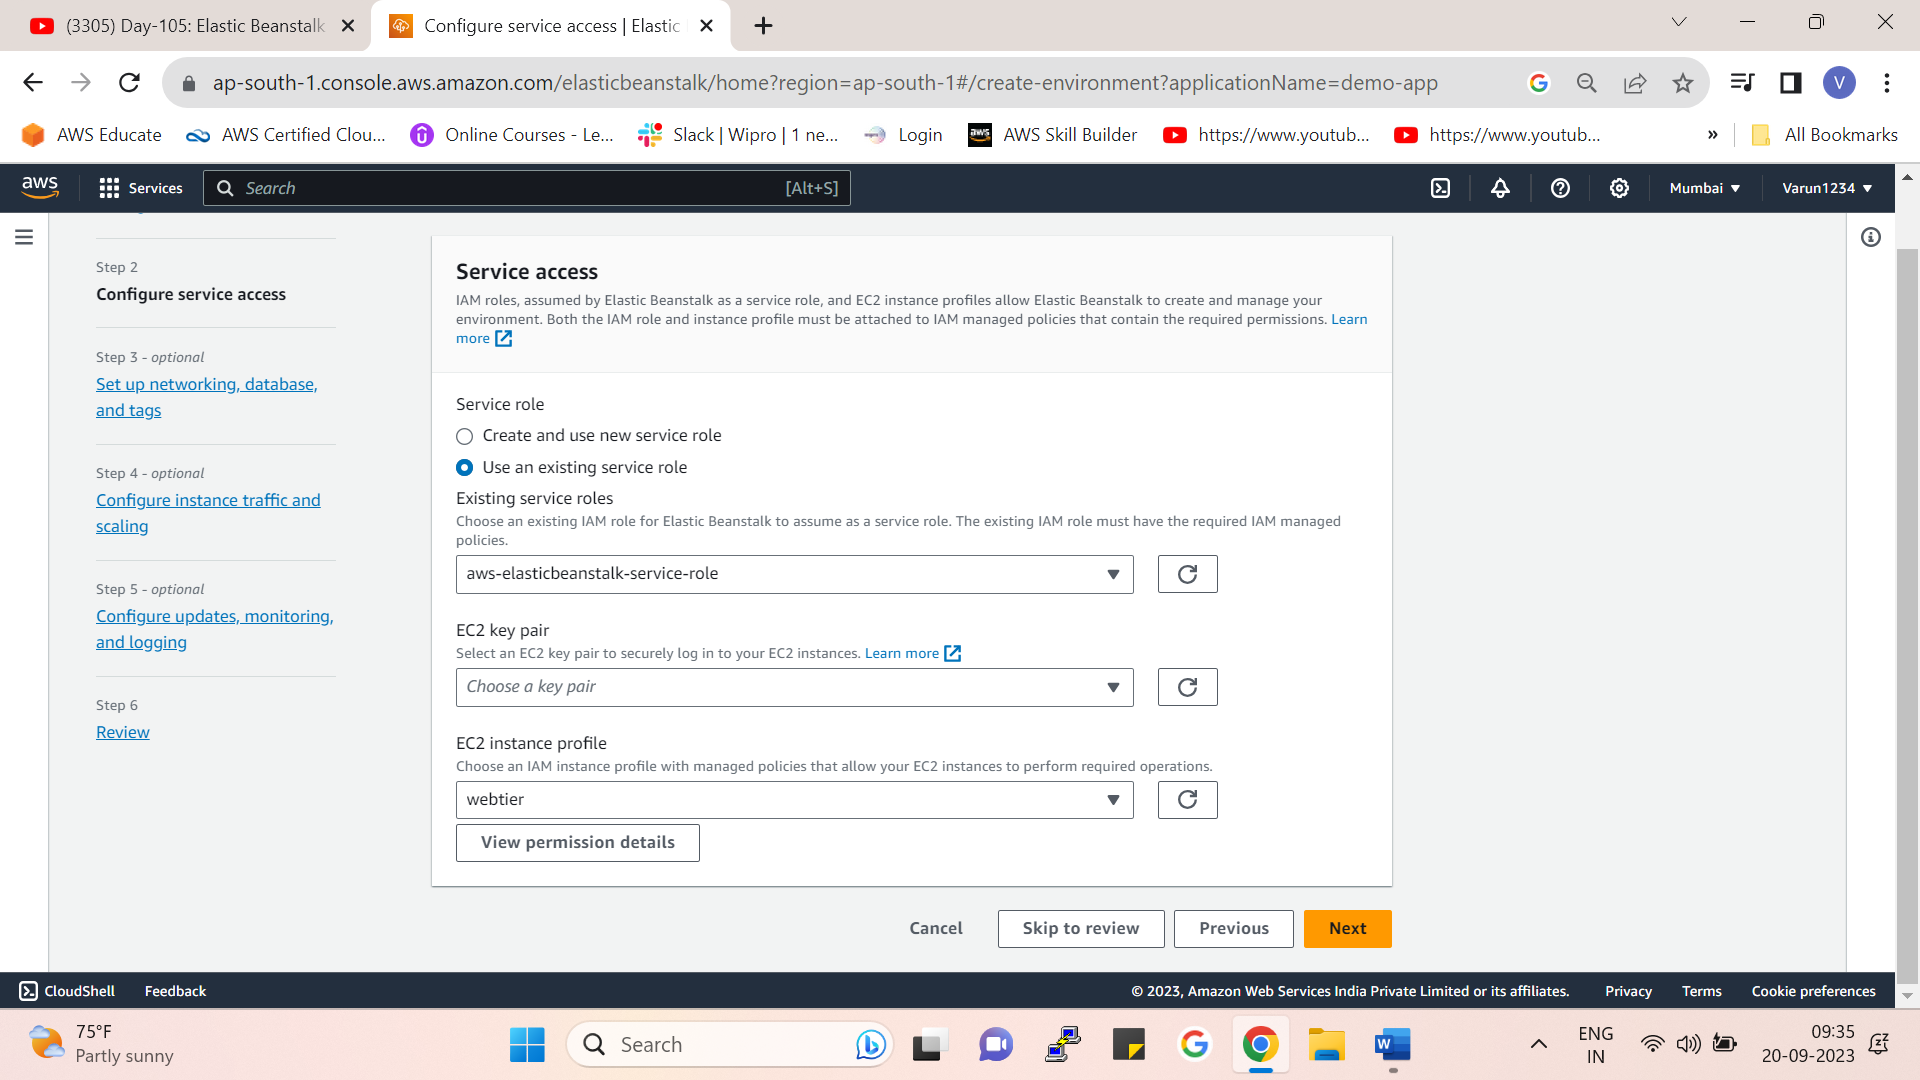 (3305) Day-105: Elastic Beanstalk
Configure service access | Elastic
ap-south-1.console.aws.amazon.com/elasticbeanstalk/home?region=ap-south-1#/create-environment?applicationName=demo-app
V
AWS Educate
AWS Certified Clou...
Online Courses - Le...
Slack | Wipro | 1 ne...
Login
AWS Skill Builder
https://www.youtub...
https://www.youtub...
»
All Bookmarks
aws
Services
Search
[Alt+S]
Mumbai
Varun1234
Step 2
Configure service access
Step 3 - optional
Set up networking, database,
and tags
Step 4 - optional
Configure instance traffic and
scaling
Step 5 - optional
Configure updates, monitoring,
and logging
Step 6
Review
Service access
IAM roles, assumed by Elastic Beanstalk as a service role, and EC2 instance profiles allow Elastic Beanstalk to create and manage your
environment. Both the IAM role and instance profile must be attached to IAM managed policies that contain the required permissions. Learn
more
Service role
Create and use new service role
Use an existing service role
Existing service roles
Choose an existing IAM role for Elastic Beanstalk to assume as a service role. The existing IAM role must have the required IAM managed
policies.
aws-elasticbeanstalk-service-role
EC2 key pair
Select an EC2 key pair to securely log in to your EC2 instances. Learn more
Choose a key pair
EC2 instance profile
Choose an IAM instance profile with managed policies that allow your EC2 instances to perform required operations.
webtier
View permission details
Cancel
Skip to review
Previous
Next
CloudShell
Feedback
© 2023, Amazon Web Services India Private Limited or its affiliates.
Privacy
Terms
Cookie preferences
75°F
Partly sunny
Search
ENG
IN
09:35
20-09-2023